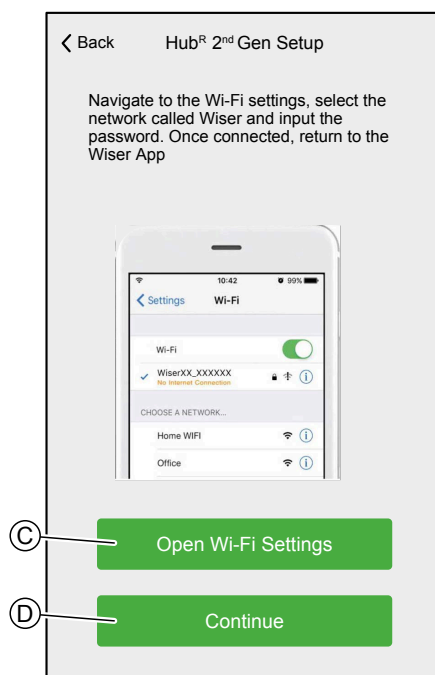 Back Hubᴿ 2ⁿᵈ Gen Setup
Navigate to the Wi-Fi settings, select the
network called Wiser and input the
password. Once connected, return to the
Wiser App
10:42 99%
Settings Wi-Fi
Wi-Fi
WiserXX_XXXXXX
No Internet Connection
CHOOSE A NETWORK...
Home WIFI
Office
C Open Wi-Fi Settings
D Continue